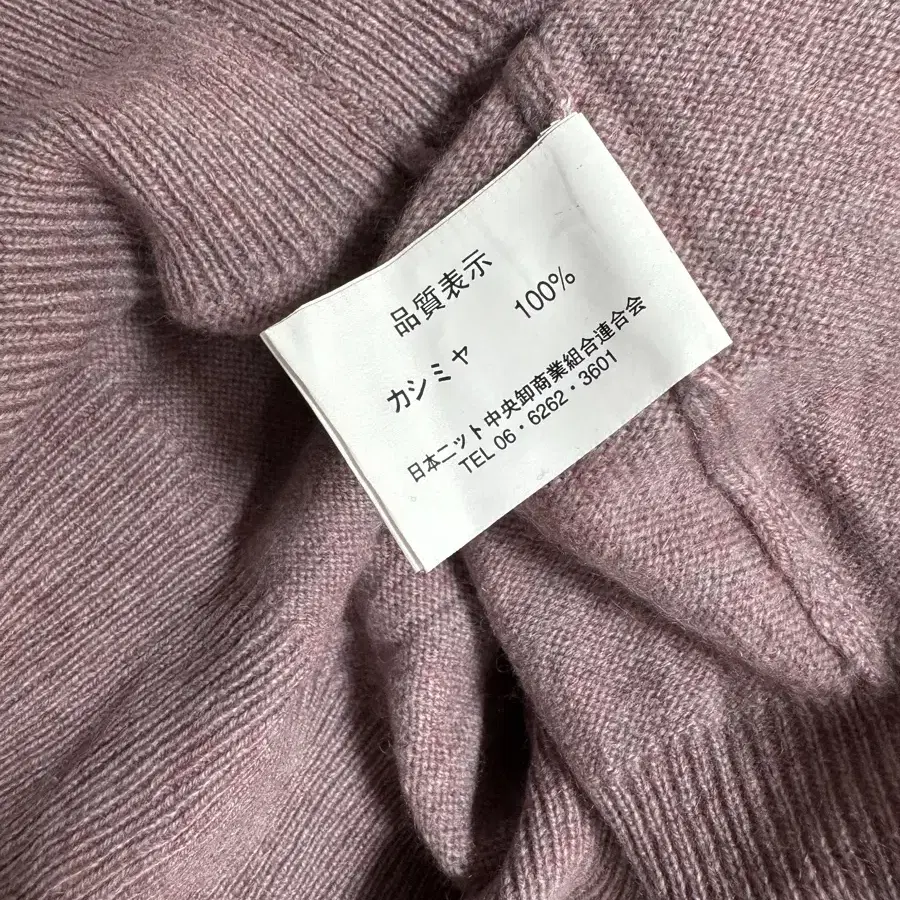 品質表示
カシミヤ 100%
日本ニット中央卸商業組合連合会
TEL 06・6262・3601